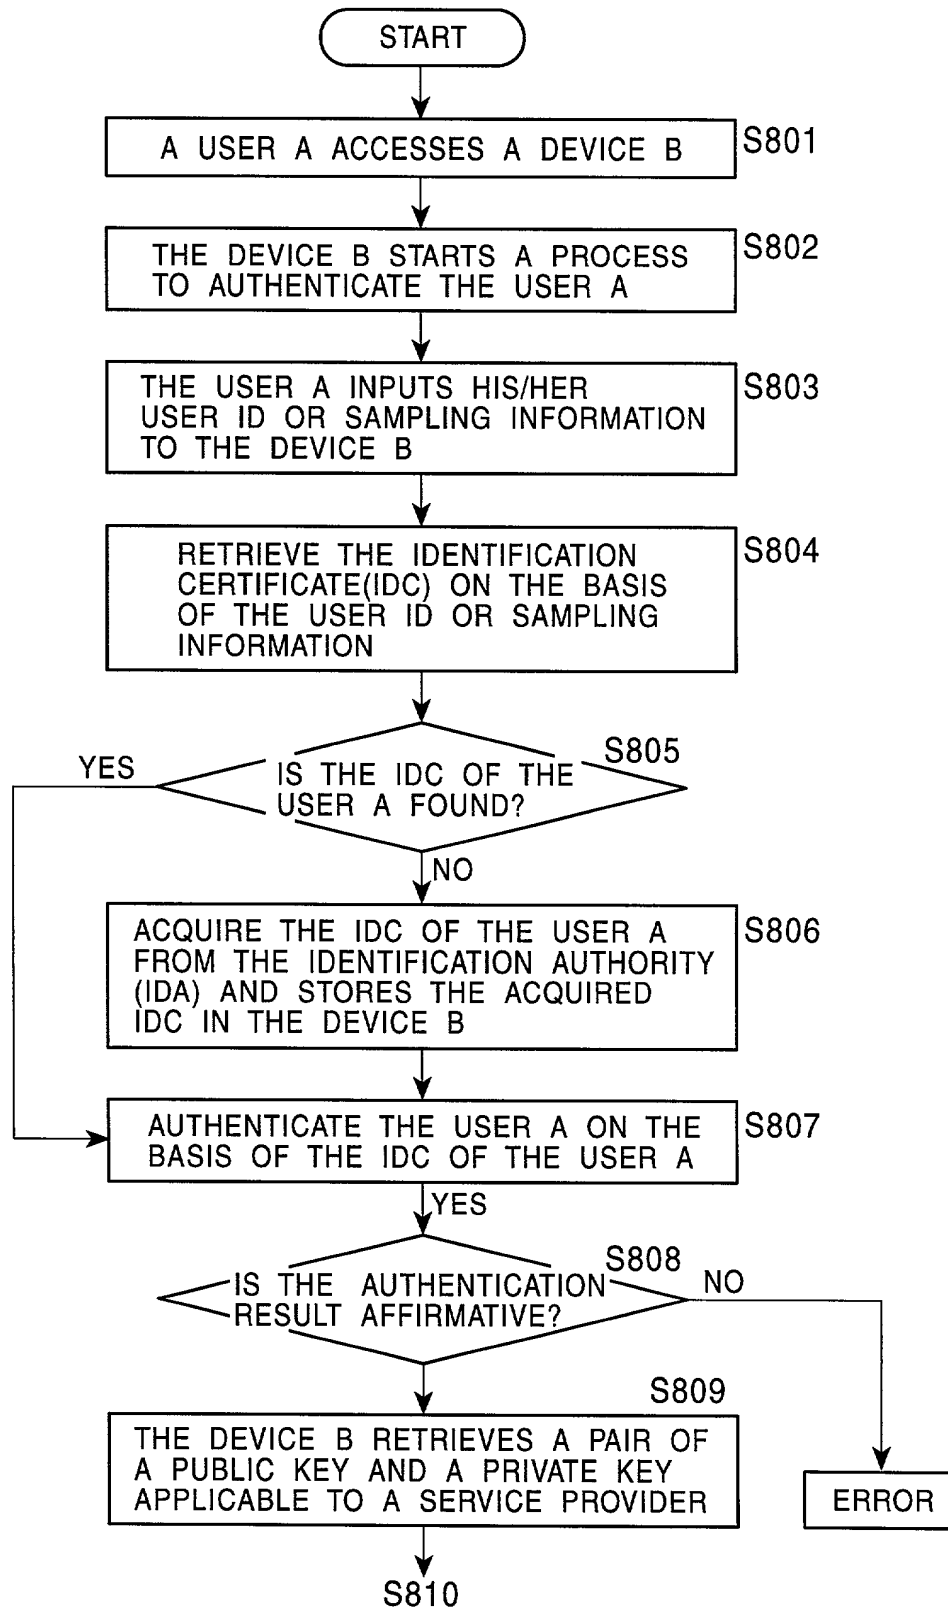 START
A USER A ACCESSES A DEVICE B
S801
THE DEVICE B STARTS A PROCESS
TO AUTHENTICATE THE USER A
S802
THE USER A INPUTS HIS/HER
USER ID OR SAMPLING INFORMATION
TO THE DEVICE B
S803
RETRIEVE THE IDENTIFICATION
CERTIFICATE(IDC) ON THE BASIS
OF THE USER ID OR SAMPLING
INFORMATION
S804
S805
YES
IS THE IDC OF THE
USER A FOUND?
NO
ACQUIRE THE IDC OF THE USER A
FROM THE IDENTIFICATION AUTHORITY
(IDA) AND STORES THE ACQUIRED
IDC IN THE DEVICE B
S806
AUTHENTICATE THE USER A ON THE
BASIS OF THE IDC OF THE USER A
S807
YES
S808
IS THE AUTHENTICATION
RESULT AFFIRMATIVE?
NO
S809
THE DEVICE B RETRIEVES A PAIR OF
A PUBLIC KEY AND A PRIVATE KEY
APPLICABLE TO A SERVICE PROVIDER
ERROR
S810